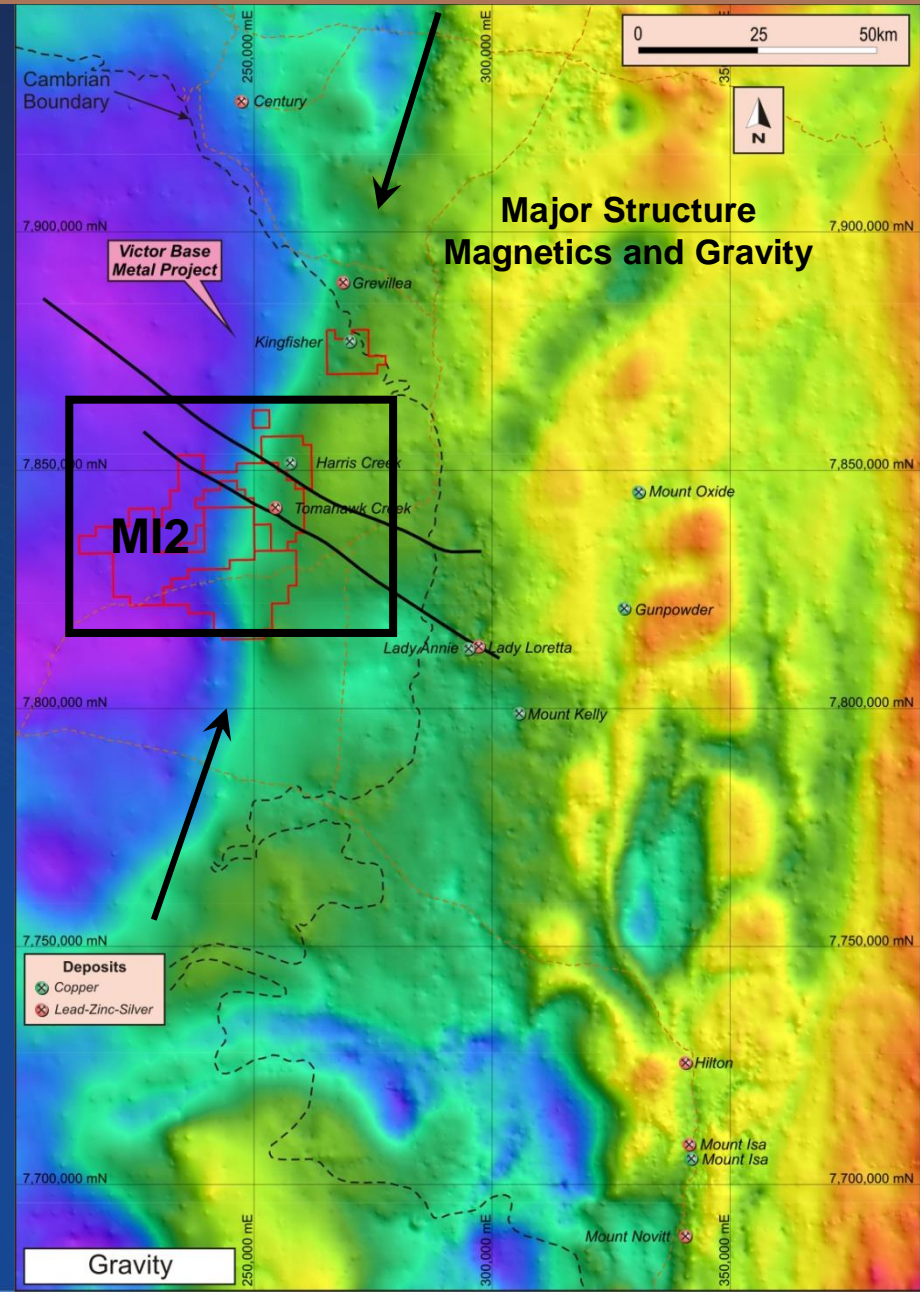 0 25 50km
250,000 mE
300,000 mE
35
N
Cambrian
Boundary
Century
Major Structure
Magnetics and Gravity
7,900,000 mN
7,900,000 mN
Victor Base
Metal Project
Grevillea
Kingfisher
7,850,000 mN
7,850,000 mN
Harris Creek
Mount Oxide
Tomahawk Creek
MI2
Gunpowder
Lady Annie
Lady Loretta
7,800,000 mN
7,800,000 mN
Mount Kelly
7,750,000 mN
7,750,000 mN
Deposits
Copper
Lead-Zinc-Silver
Hilton
Mount Isa
Mount Isa
7,700,000 mN
7,700,000 mN
Mount Novitt
Gravity
250,000 mE
300,000 mE
350,000 mE